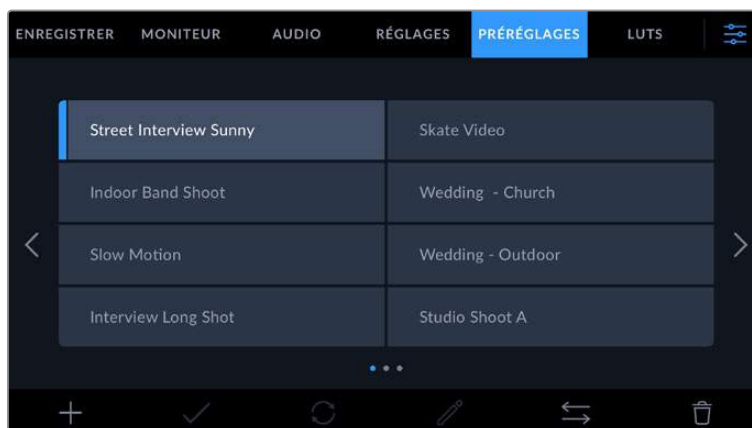 ENREGISTRER MONITEUR AUDIO RÉGLAGES PRÉRÉGLAGES LUTS
Street Interview Sunny
Skate Video
Indoor Band Shoot
Wedding - Church
Slow Motion
Wedding - Outdoor
Interview Long Shot
Studio Shoot A